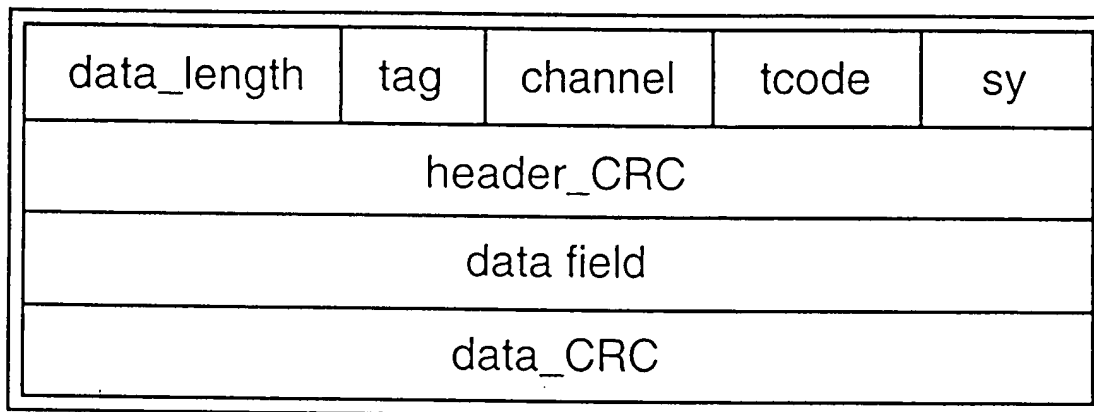 data_length tag channel tcode sy
header_CRC
data field
data_CRC